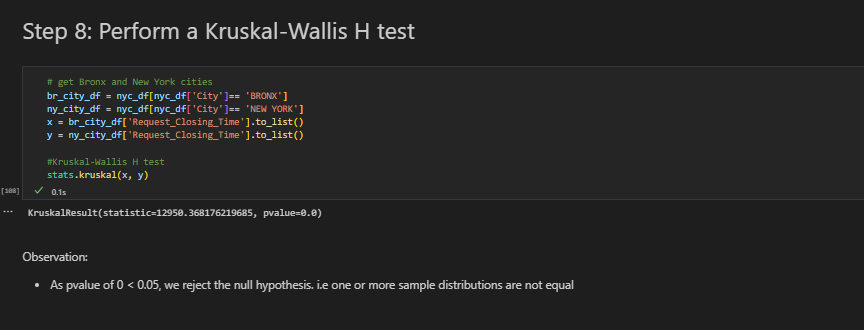 Step 8: Perform a Kruskal-Wallis H test
# get Bronx and New York cities
br_city_df = nyc_df[nyc_df['City']== 'BRONX']
ny_city_df = nyc_df[nyc_df['City']== 'NEW YORK']
x = br_city_df['Request_Closing_Time'].to_list()
y = ny_city_df['Request_Closing_Time'].to_list()
#Kruskal-Wallis H test
stats.kruskal(x, y)
[108] ✓ 0.1s
··· KruskalResult(statistic=12950.368176219685, pvalue=0.0)
Observation:
• As pvalue of 0 < 0.05, we reject the null hypothesis. i.e one or more sample distributions are not equal